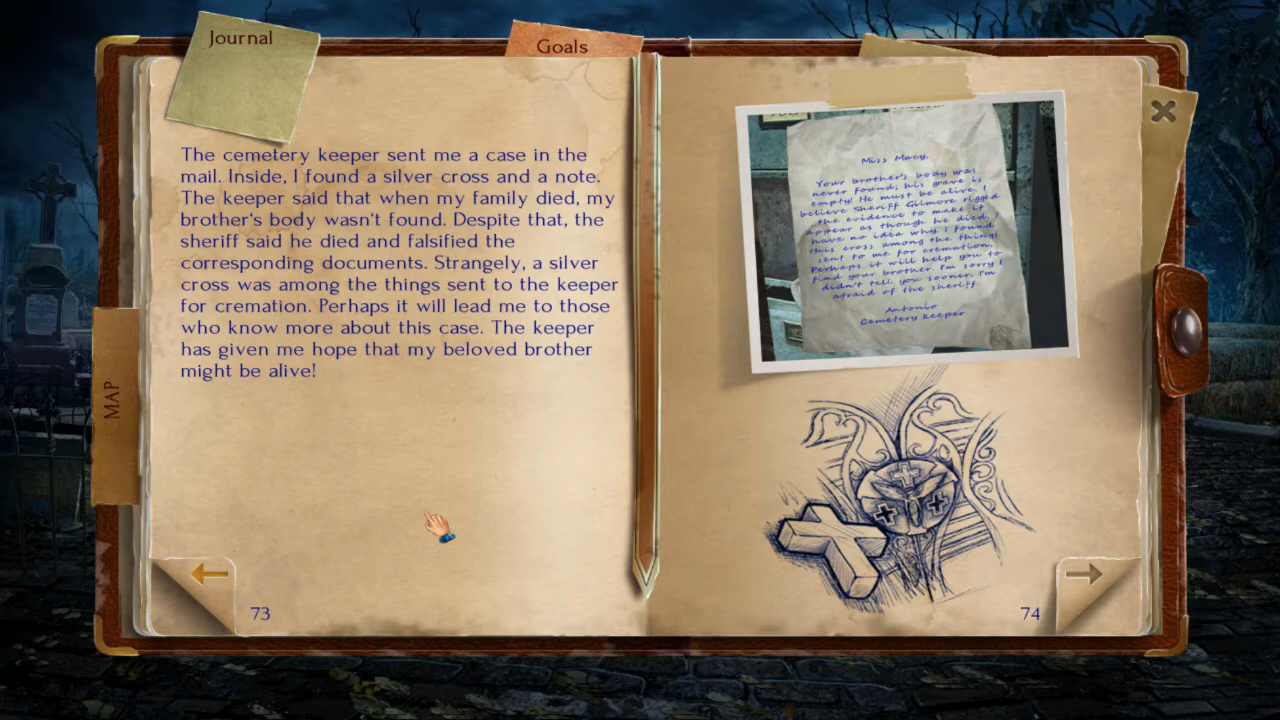 Journal
Goals
The cemetery keeper sent me a case in the
mail. Inside, I found a silver cross and a note.
The keeper said that when my family died, my
brother's body wasn't found. Despite that, the
sheriff said he died and falsified the
corresponding documents. Strangely, a silver
cross was among the things sent to the keeper
for cremation. Perhaps it will lead me to those
who know more about this case. The keeper
has given me hope that my beloved brother
might be alive!
MAP
73
Miss Macy,
Your brother's body was
never found, his grave is
empty! He must be alive. I
believe Sheriff Gilmore rigged
the evidence to make it
appear as though he died. I
have no idea why. I found
this cross among the things
sent to me for cremation.
Perhaps it will help you to
find your brother. I'm sorry I
didn't tell you sooner. I'm
afraid of the sheriff.
Antonio
Cemetery keeper
74